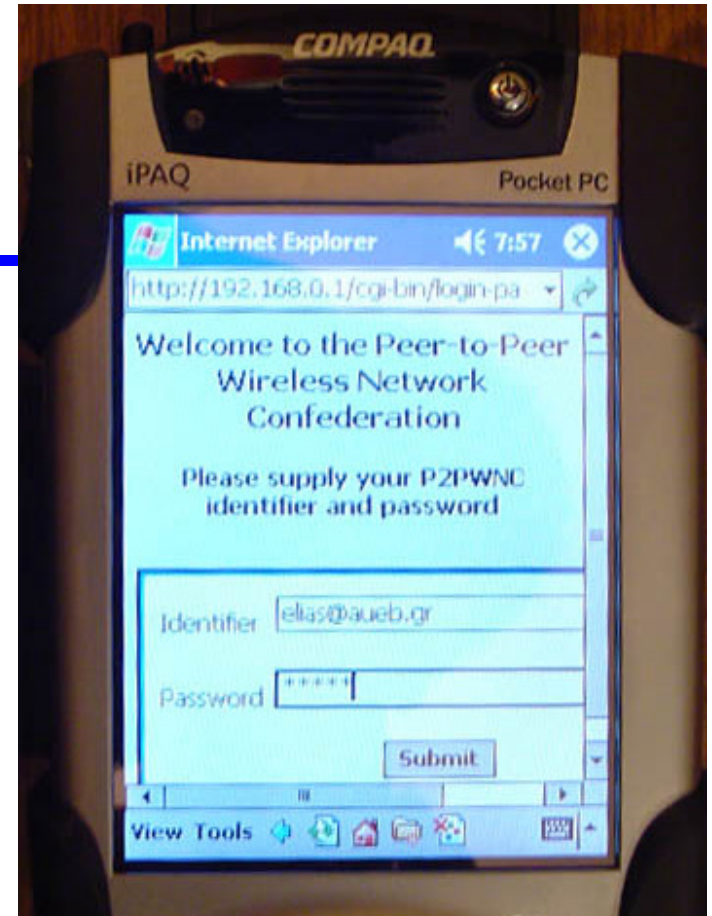 COMPAQ
iPAQ
Pocket PC
Internet Explorer 7:57
http://192.168.0.1/cgi-bin/login-pa
Welcome to the Peer-to-Peer
Wireless Network
Confederation
Please supply your P2PWNC
identifier and password
Identifier elias@aueb.gr
Password *****
Submit
View Tools